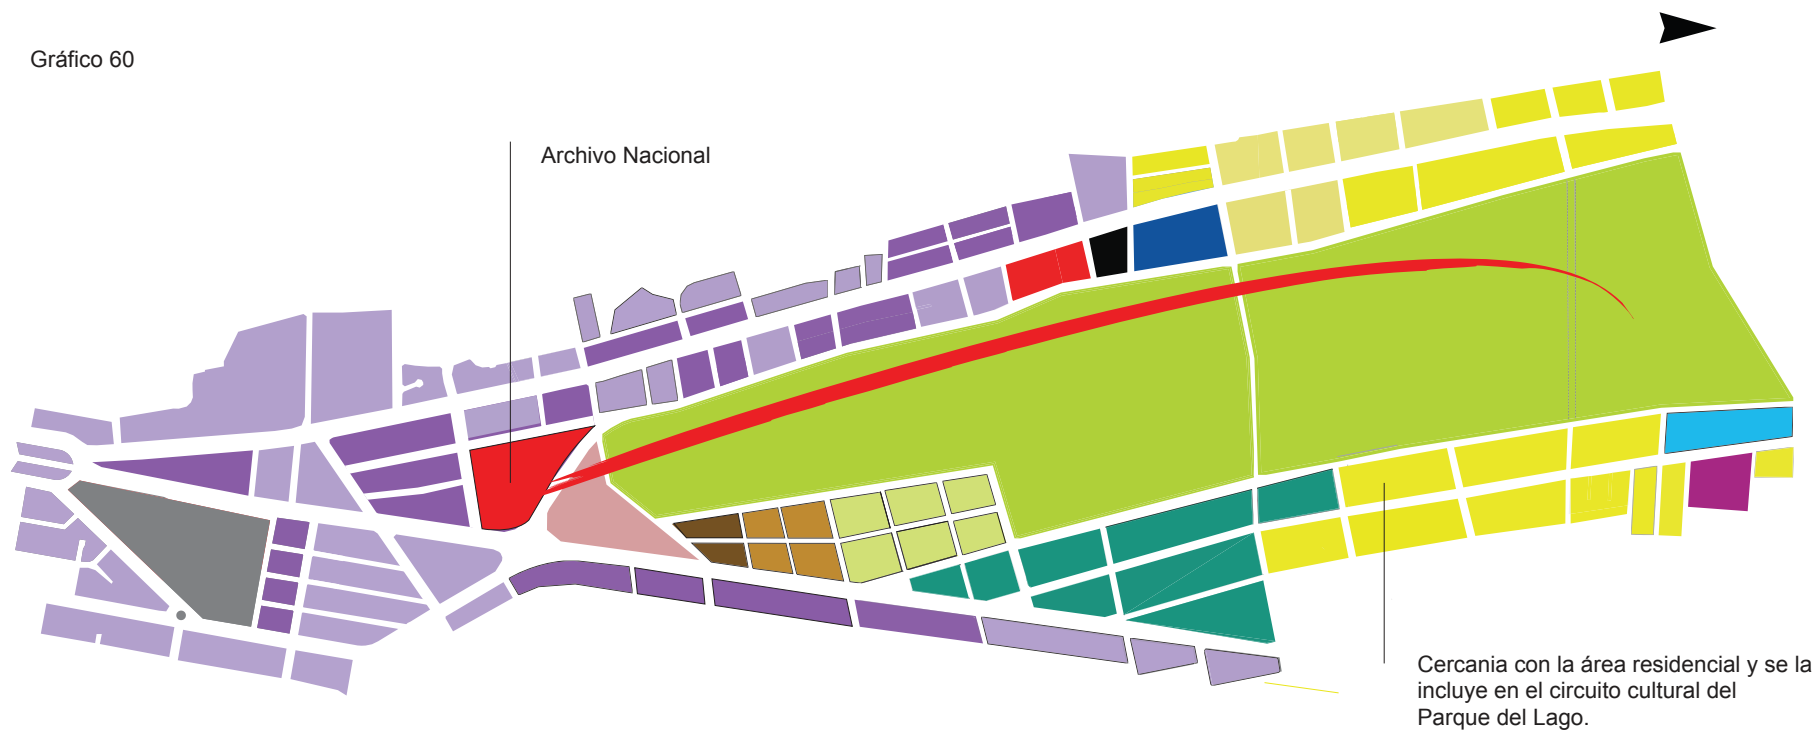 Gráfico 60
Archivo Nacional
Cercania con la área residencial y se la
incluye en el circuito cultural del
Parque del Lago.